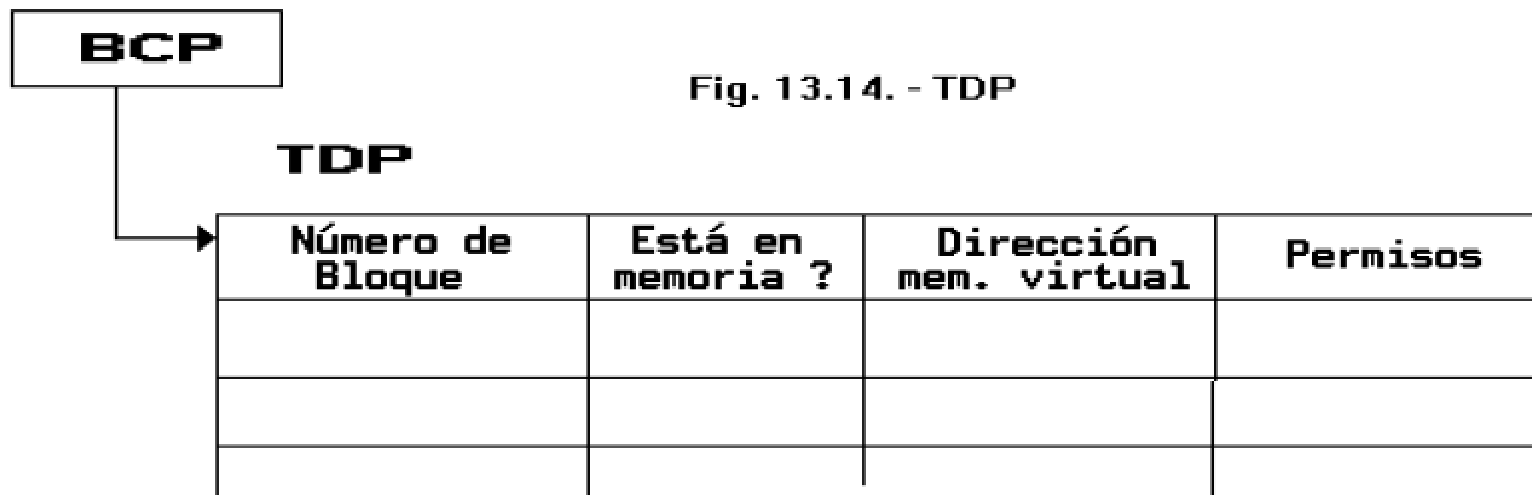 BCP
Fig. 13.14. - TDP
TDP
Número de
Bloque
Está en
memoria ?
Dirección
mem. virtual
Permisos